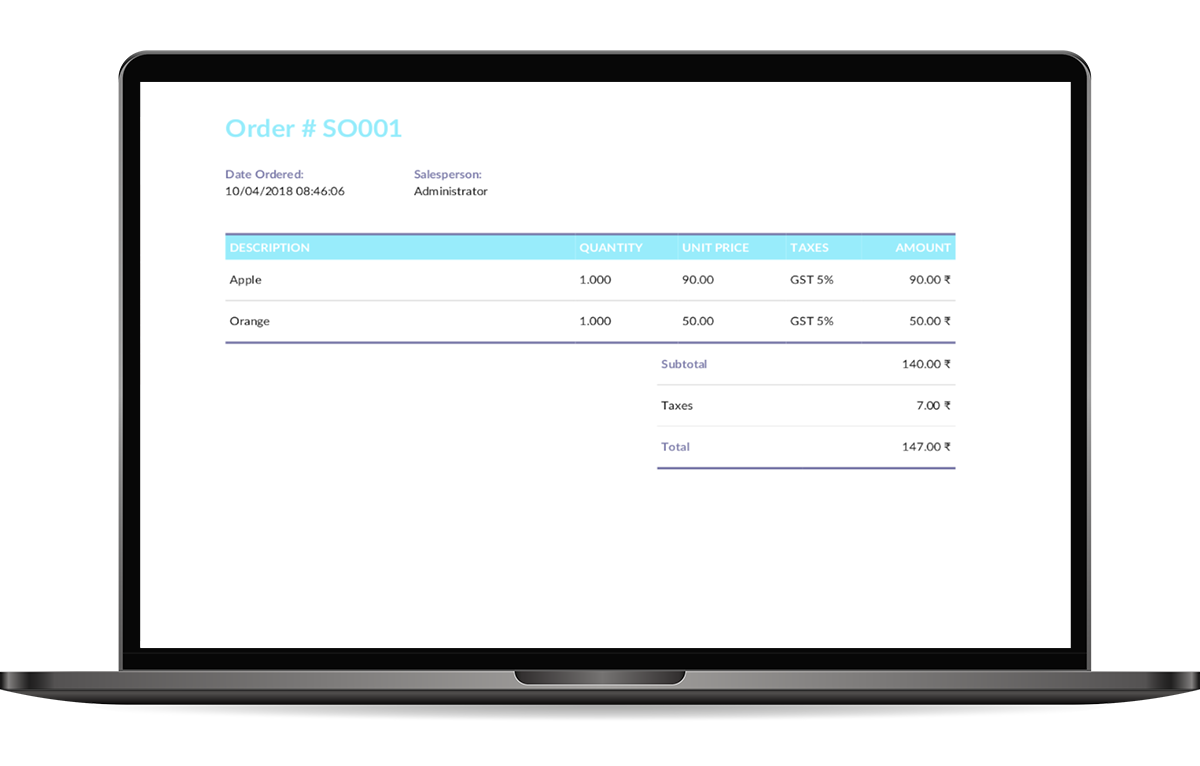 Order # SO001
Date Ordered: Salesperson:
10/04/2018 08:46:06 Administrator
DESCRIPTION QUANTITY UNIT PRICE TAXES AMOUNT
Apple 1.000 90.00 GST 5% 90.00 ₹
Orange 1.000 50.00 GST 5% 50.00 ₹
Subtotal 140.00 ₹
Taxes 7.00 ₹
Total 147.00 ₹